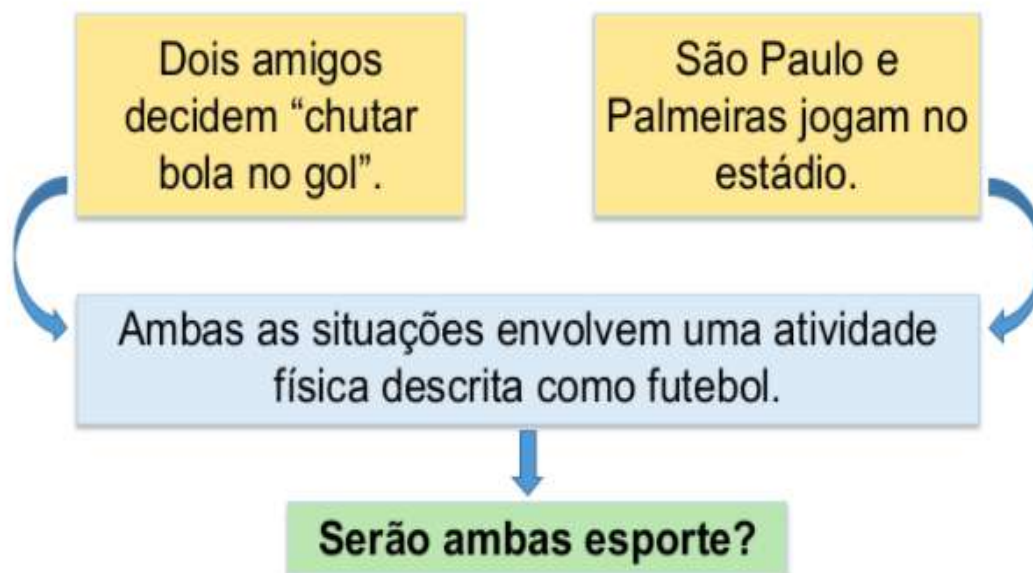 Dois amigos
decidem “chutar
bola no gol”.
São Paulo e
Palmeiras jogam no
estádio.
Ambas as situações envolvem uma atividade
física descrita como futebol.
Serão ambas esporte?